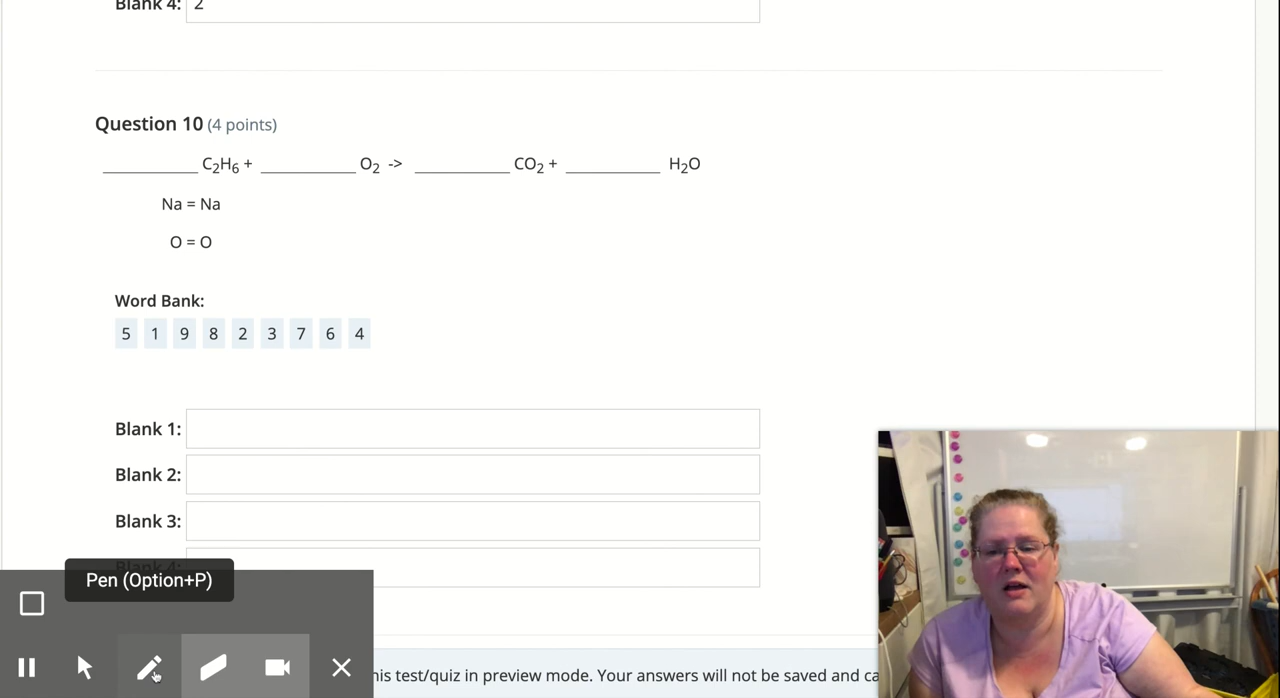 Blank 4: 2
Question 10 (4 points)
__________ C₂H₆ + __________ O₂ -> __________ CO₂ + __________ H₂O
Na = Na
O = O
Word Bank:
5 1 9 8 2 3 7 6 4
Blank 1:
Blank 2:
Blank 3:
Blank 4:
Pen (Option+P)
his test/quiz in preview mode. Your answers will not be saved and ca